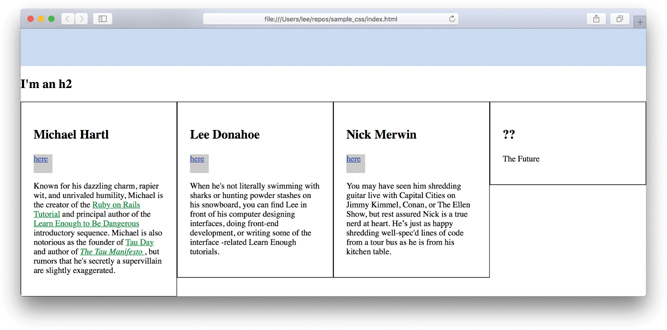 file:///Users/lee/repos/sample_css/index.html
I'm an h2
Michael Hartl
here
Known for his dazzling charm, rapier
wit, and unrivaled humility, Michael is
the creator of the Ruby on Rails
Tutorial and principal author of the
Learn Enough to Be Dangerous
introductory sequence. Michael is also
notorious as the founder of Tau Day
and author of The Tau Manifesto , but
rumors that he's secretly a supervillain
are slightly exaggerated.
Lee Donahoe
here
When he's not literally swimming with
sharks or hunting powder stashes on
his snowboard, you can find Lee in
front of his computer designing
interfaces, doing front-end
development, or writing some of the
interface -related Learn Enough
tutorials.
Nick Merwin
here
You may have seen him shredding
guitar live with Capital Cities on
Jimmy Kimmel, Conan, or The Ellen
Show, but rest assured Nick is a true
nerd at heart. He's just as happy
shredding well-spec'd lines of code
from a tour bus as he is from his
kitchen table.
??
The Future